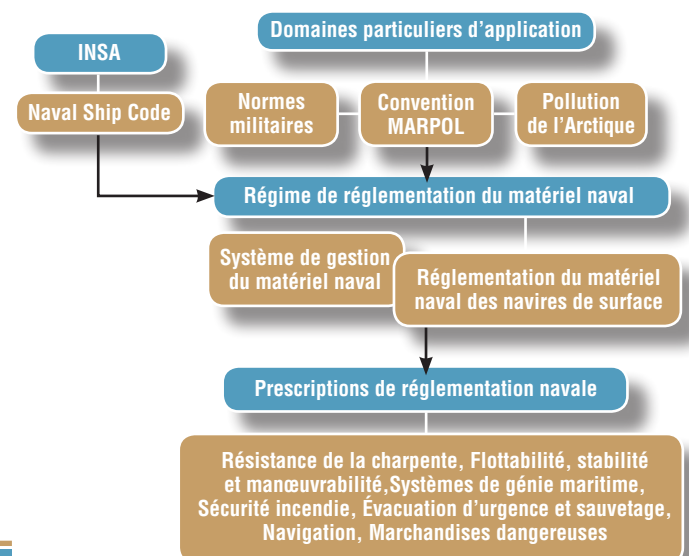 Domaines particuliers d'application
INSA
Naval Ship Code
Normes
militaires
Convention
MARPOL
Pollution
de l'Arctique
Régime de réglementation du matériel naval
Système de gestion
du matériel naval
Réglementation du matériel
naval des navires de surface
Prescriptions de réglementation navale
Résistance de la charpente, Flottabilité, stabilité
et manœuvrabilité,Systèmes de génie maritime,
Sécurité incendie, Évacuation d'urgence et sauvetage,
Navigation, Marchandises dangereuses